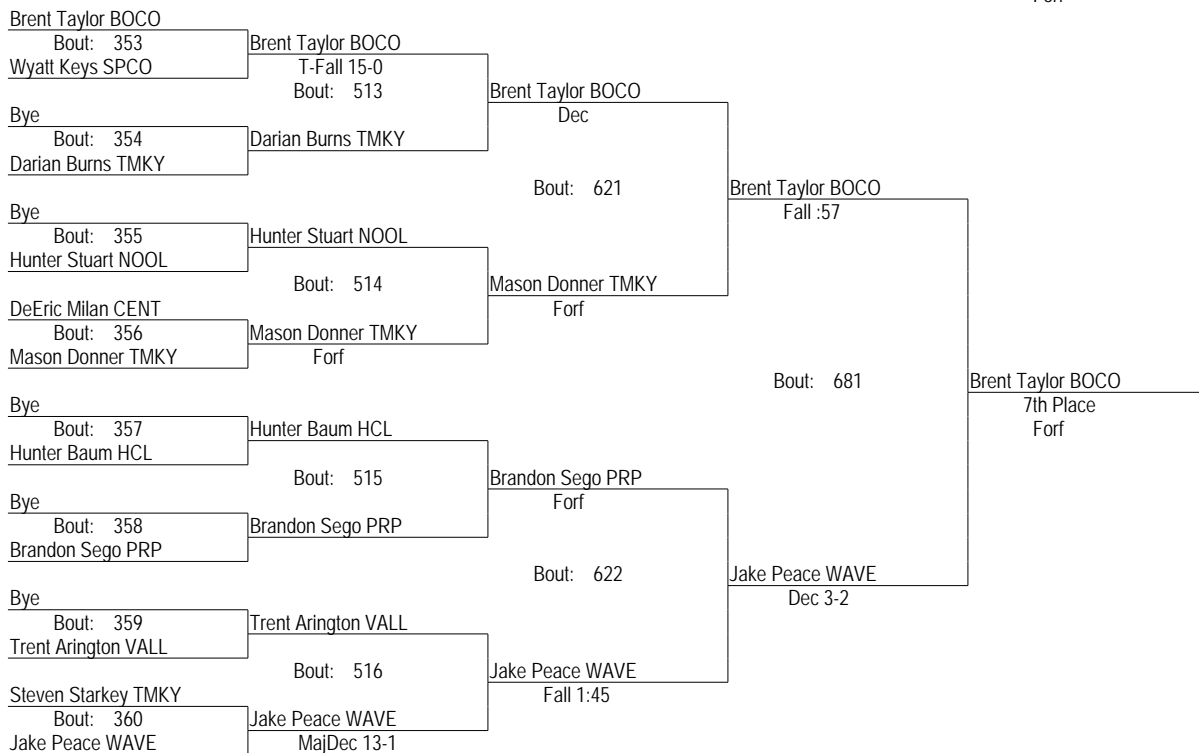 Forf
Brent Taylor BOCO
Bout: 353
Wyatt Keys SPCO
Brent Taylor BOCO
T-Fall 15-0
Bout: 513
Bye
Bout: 354
Darian Burns TMKY
Darian Burns TMKY
Brent Taylor BOCO
Dec
Bout: 621
Bye
Bout: 355
Hunter Stuart NOOL
Hunter Stuart NOOL
Bout: 514
DeEric Milan CENT
Bout: 356
Mason Donner TMKY
Mason Donner TMKY
Forf
Mason Donner TMKY
Forf
Brent Taylor BOCO
Fall :57
Bout: 681
Brent Taylor BOCO
7th Place
Forf
Bye
Bout: 357
Hunter Baum HCL
Hunter Baum HCL
Bout: 515
Bye
Bout: 358
Brandon Sego PRP
Brandon Sego PRP
Brandon Sego PRP
Forf
Bout: 622
Jake Peace WAVE
Dec 3-2
Bye
Bout: 359
Trent Arington VALL
Trent Arington VALL
Bout: 516
Steven Starkey TMKY
Bout: 360
Jake Peace WAVE
Jake Peace WAVE
MajDec 13-1
Jake Peace WAVE
Fall 1:45